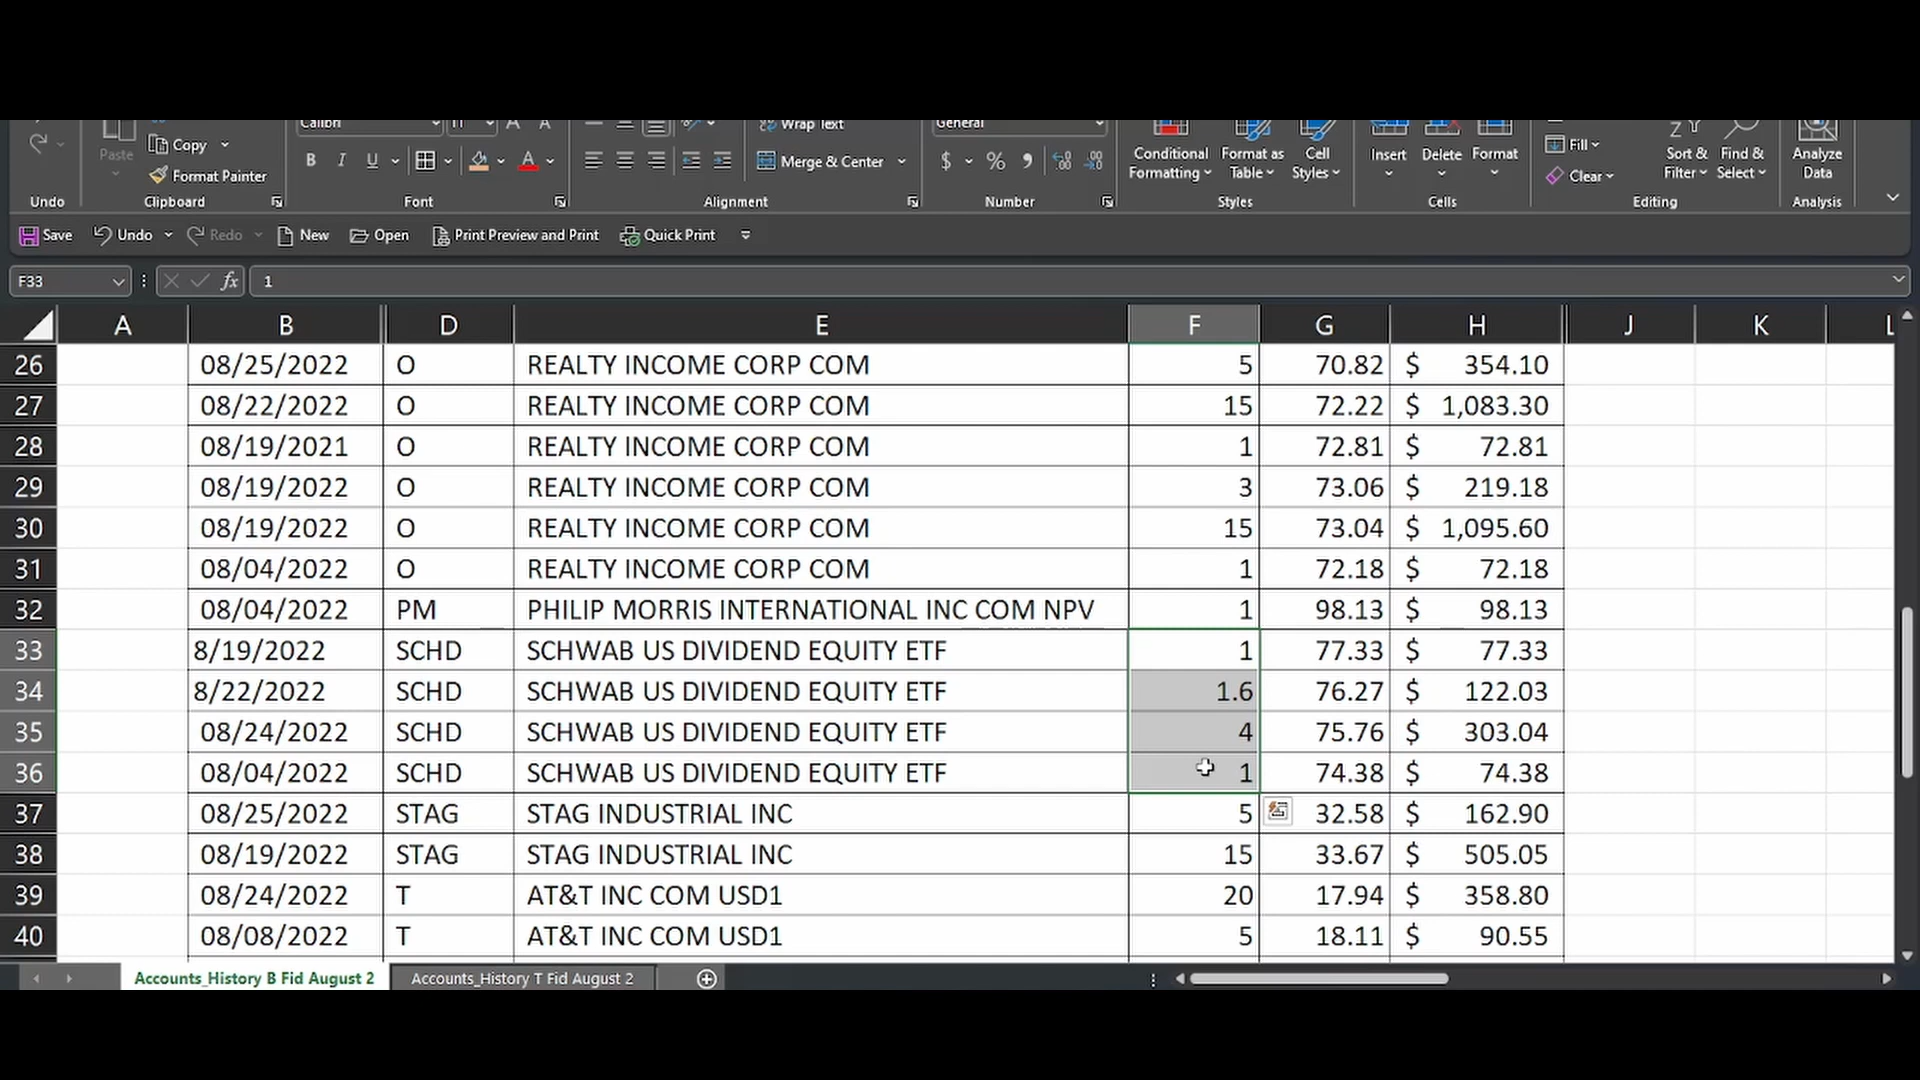 Calibri 11 A A Wrap Text General
Copy
Paste
B I U A Merge & Center $ % Conditional Formatting Format as Table Cell Styles Insert Delete Format Fill Sort & Filter Find & Select Analyze Data
Format Painter Clear
Undo Clipboard Font Alignment Number Styles Cells Editing Analysis
Save Undo Redo New Open Print Preview and Print Quick Print
F33 fx 1
A B D E F G H J K L
26 08/25/2022 O REALTY INCOME CORP COM 5 70.82 $ 354.10
27 08/22/2022 O REALTY INCOME CORP COM 15 72.22 $ 1,083.30
28 08/19/2021 O REALTY INCOME CORP COM 1 72.81 $ 72.81
29 08/19/2022 O REALTY INCOME CORP COM 3 73.06 $ 219.18
30 08/19/2022 O REALTY INCOME CORP COM 15 73.04 $ 1,095.60
31 08/04/2022 O REALTY INCOME CORP COM 1 72.18 $ 72.18
32 08/04/2022 PM PHILIP MORRIS INTERNATIONAL INC COM NPV 1 98.13 $ 98.13
33 8/19/2022 SCHD SCHWAB US DIVIDEND EQUITY ETF 1 77.33 $ 77.33
34 8/22/2022 SCHD SCHWAB US DIVIDEND EQUITY ETF 1.6 76.27 $ 122.03
35 08/24/2022 SCHD SCHWAB US DIVIDEND EQUITY ETF 4 75.76 $ 303.04
36 08/04/2022 SCHD SCHWAB US DIVIDEND EQUITY ETF 1 74.38 $ 74.38
37 08/25/2022 STAG STAG INDUSTRIAL INC 5 32.58 $ 162.90
38 08/19/2022 STAG STAG INDUSTRIAL INC 15 33.67 $ 505.05
39 08/24/2022 T AT&T INC COM USD1 20 17.94 $ 358.80
40 08/08/2022 T AT&T INC COM USD1 5 18.11 $ 90.55
Accounts_History B Fid August 2 Accounts_History T Fid August 2